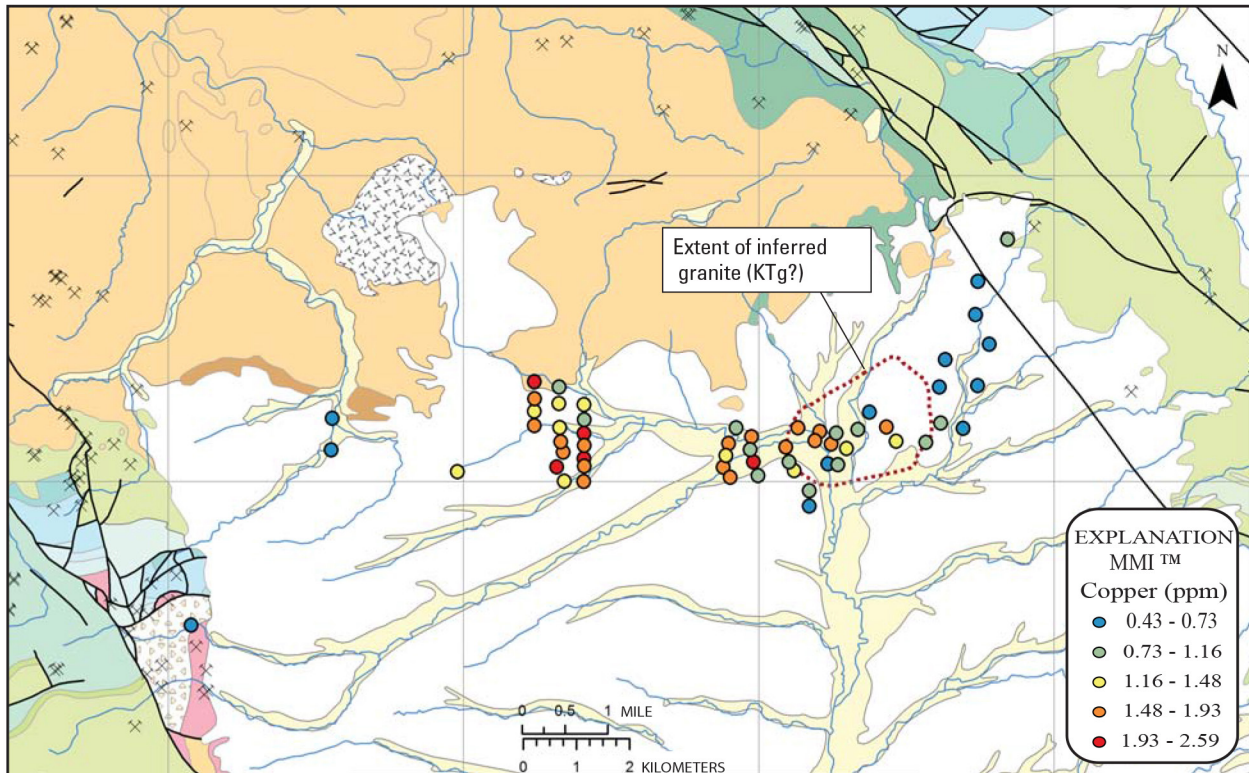 N
Extent of inferred
granite (KTg?)
EXPLANATION
MMI ™
Copper (ppm)
0.43 - 0.73
0.73 - 1.16
1.16 - 1.48
1.48 - 1.93
1.93 - 2.59
0 0.5 1 MILE
0 1 2 KILOMETERS